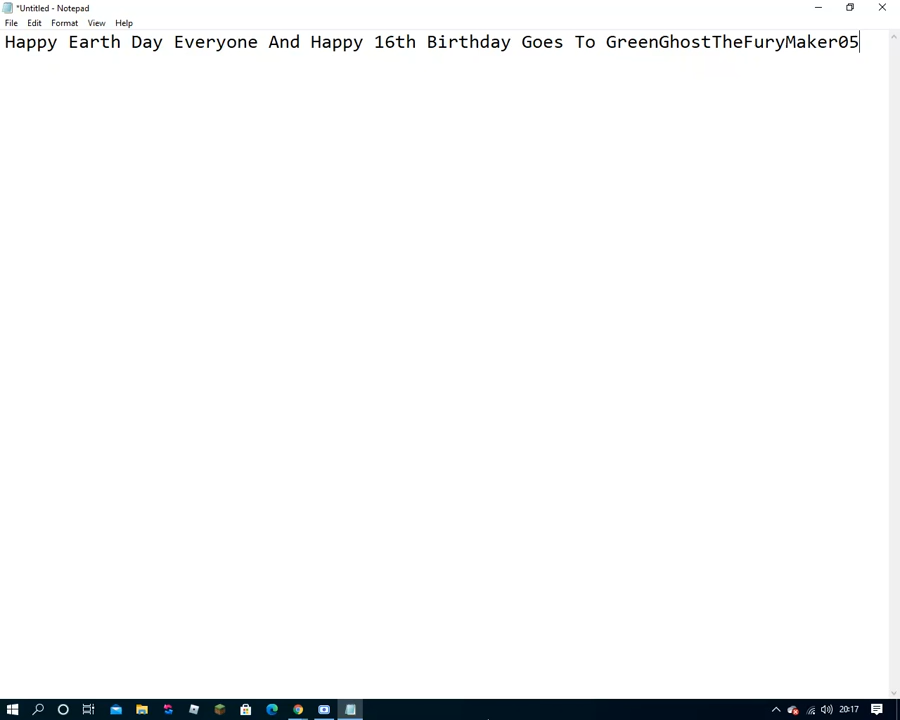 *Untitled - Notepad
File Edit Format View Help
Happy Earth Day Everyone And Happy 16th Birthday Goes To GreenGhostTheFuryMaker05
20:17